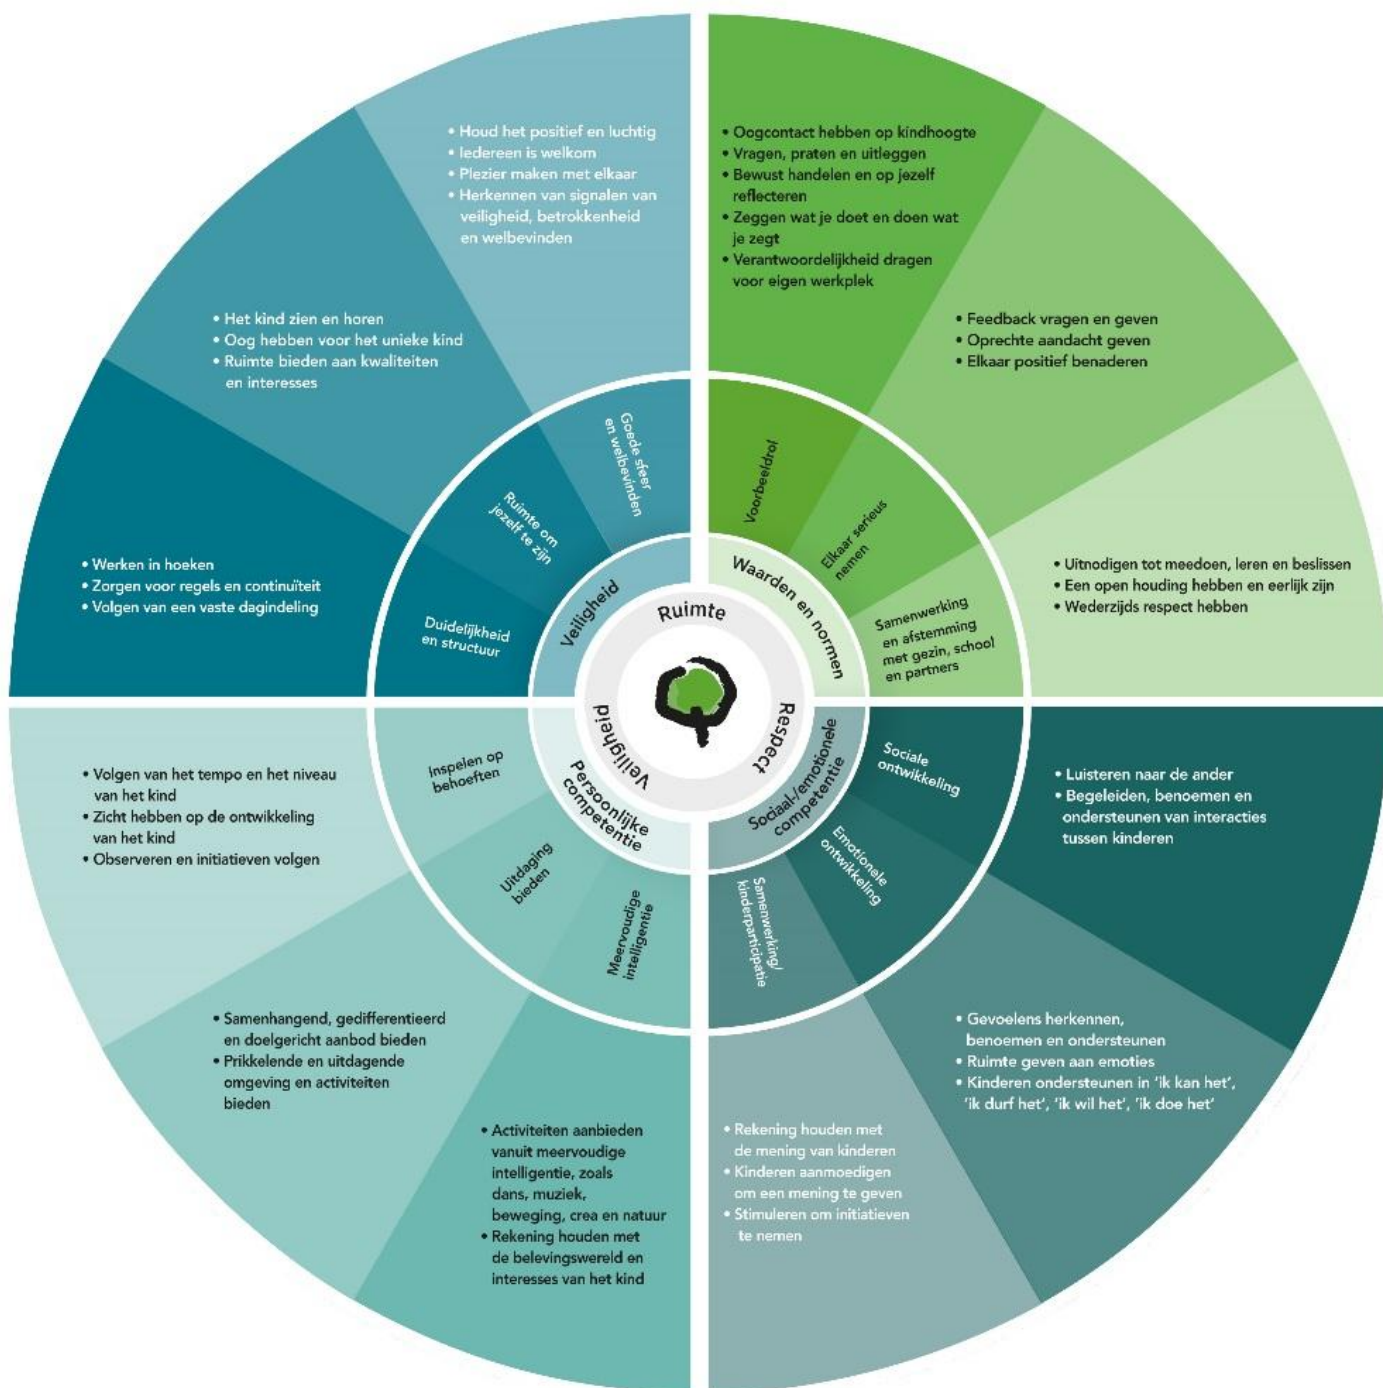 • Houd het positief en luchtig
• Iedereen is welkom
• Plezier maken met elkaar
• Herkennen van signalen van
veiligheid, betrokkenheid
en welbevinden
• Oogcontact hebben op kindhoogte
• Vragen, praten en uitleggen
• Bewust handelen en op jezelf
reflecteren
• Zeggen wat je doet en doen wat
je zegt
• Verantwoordelijkheid dragen
voor eigen werkplek
• Het kind zien en horen
• Oog hebben voor het unieke kind
• Ruimte bieden aan kwaliteiten
en interesses
• Feedback vragen en geven
• Oprechte aandacht geven
• Elkaar positief benaderen
• Werken in hoeken
• Zorgen voor regels en continuïteit
• Volgen van een vaste dagindeling
• Uitnodigen tot meedoen, leren en beslissen
• Een open houding hebben en eerlijk zijn
• Wederzijds respect hebben
Goede sfeer
en welbevinden
Ruimte om
jezelf te zijn
Duidelijkheid
en structuur
Voorbeeldrol
Elkaar serieus
nemen
Samenwerking
en afstemming
met gezin, school
en partners
Veiligheid
Waarden en normen
Ruimte
Respect
Veiligheid
Persoonlijke
competentie
Sociaal-/emotionele
competentie
Inspelen op
behoeften
Uitdaging
bieden
Meervoudige
intelligentie
Sociale
ontwikkeling
Emotionele
ontwikkeling
Samenwerking/
kinderparticipatie
• Volgen van het tempo en het niveau
van het kind
• Zicht hebben op de ontwikkeling
van het kind
• Observeren en initiatieven volgen
• Luisteren naar de ander
• Begeleiden, benoemen en
ondersteunen van interacties
tussen kinderen
• Samenhangend, gedifferentieerd
en doelgericht aanbod bieden
• Prikkelende en uitdagende
omgeving en activiteiten
bieden
• Gevoelens herkennen,
benoemen en ondersteunen
• Ruimte geven aan emoties
• Kinderen ondersteunen in ‘ik kan het’,
‘ik durf het’, ‘ik wil het’, ‘ik doe het’
• Activiteiten aanbieden
vanuit meervoudige
intelligentie, zoals
dans, muziek,
beweging, crea en natuur
• Rekening houden met
de belevingswereld en
interesses van het kind
• Rekening houden met
de mening van kinderen
• Kinderen aanmoedigen
om een mening te geven
• Stimuleren om initiatieven
te nemen